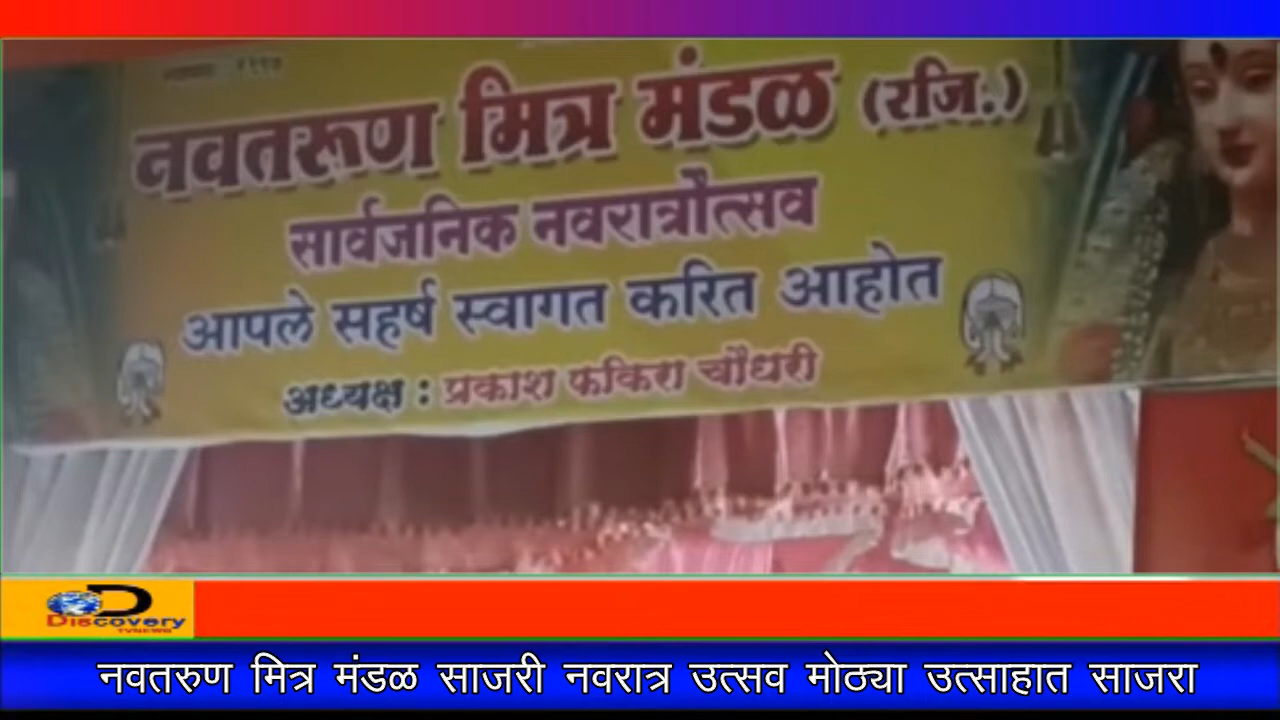 नवतरूण मित्र मंडळ (रजि.)
सार्वजनिक नवरात्रौत्सव
आपले सहर्ष स्वागत करित आहोत
अध्यक्ष : प्रकाश फकिरा चौधरी
Discovery
TVNEWS
नवतरुण मित्र मंडळ साजरी नवरात्र उत्सव मोठ्या उत्साहात साजरा